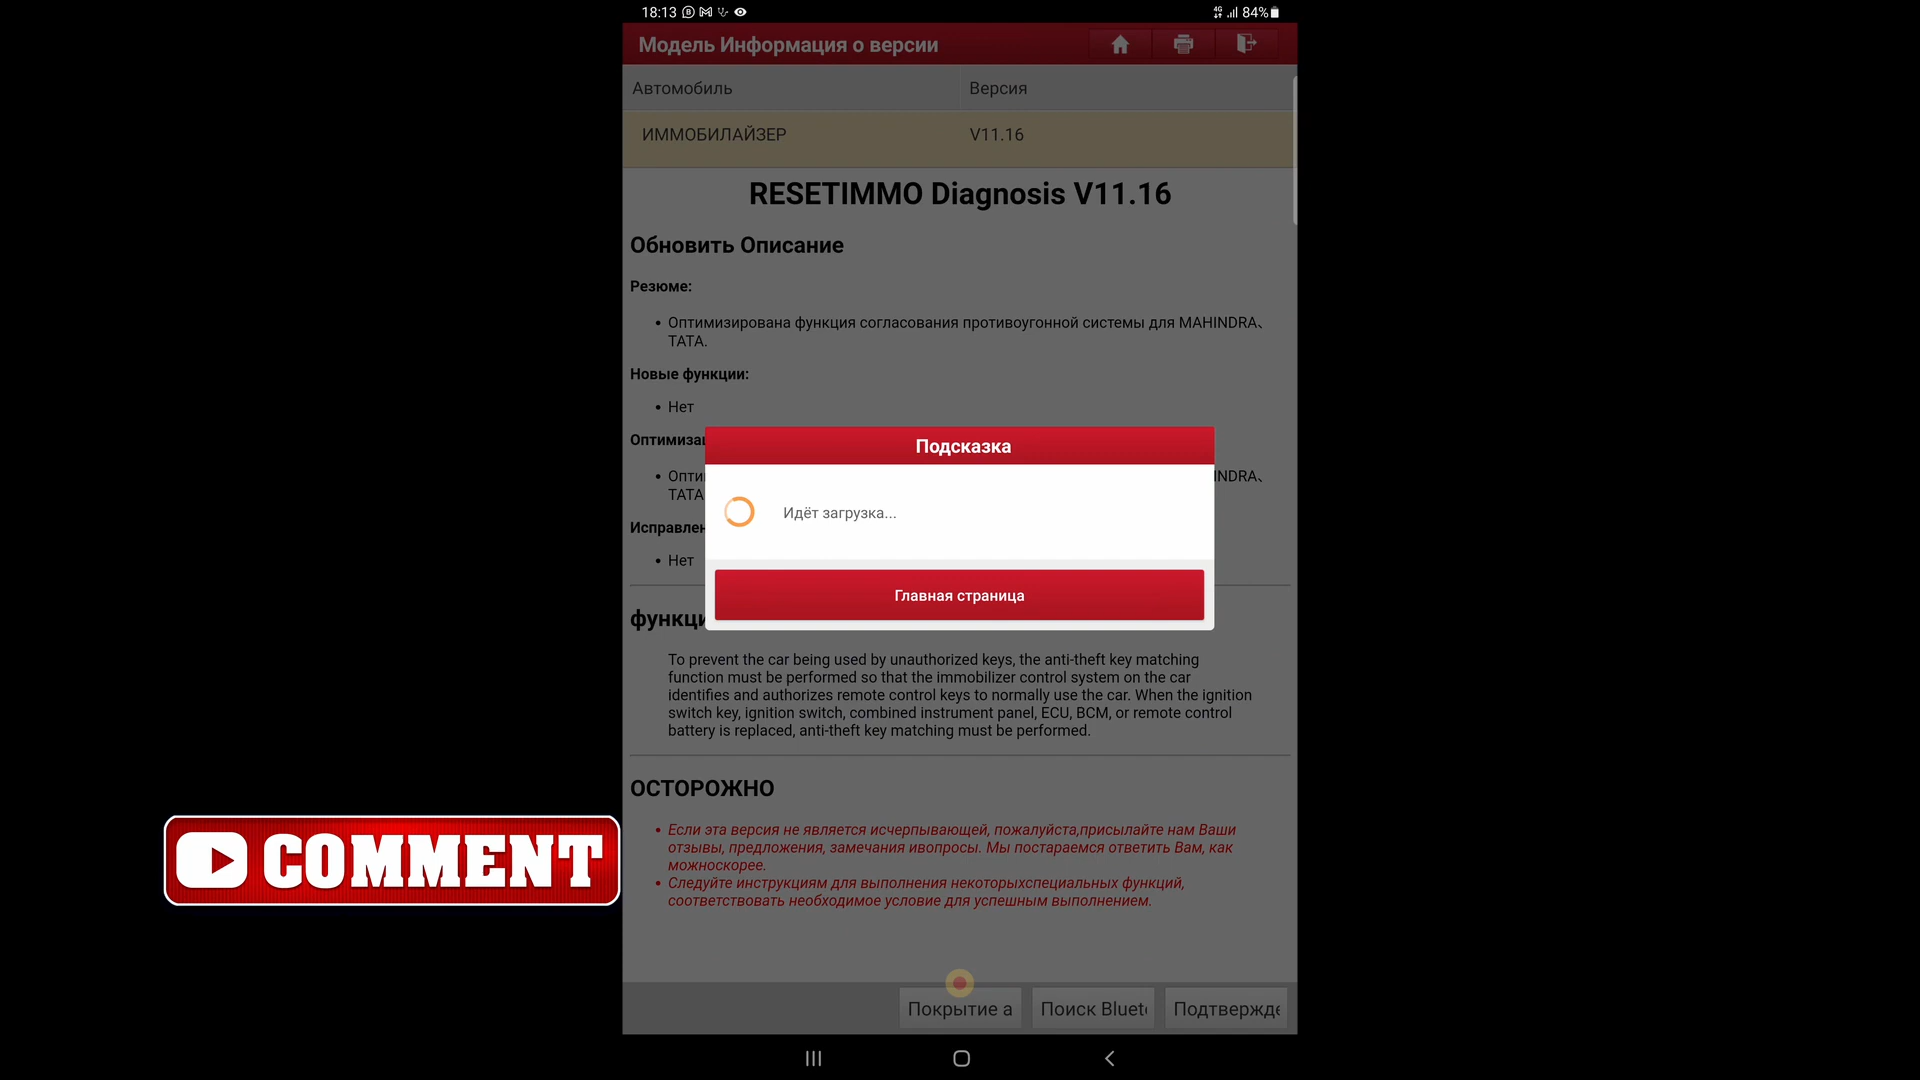 18:13
4G 84%
Модель Информация о версии
Автомобиль Версия
ИММОБИЛАЙЗЕР V11.16
RESETIMMO Diagnosis V11.16
Обновить Описание
Резюме:
• Оптимизирована функция согласования противоугонной системы для MAHINDRA、
TATA.
Новые функции:
• Нет
Подсказка
NDRA、
TATA
Идёт загрузка...
• Нет
Главная страница
To prevent the car being used by unauthorized keys, the anti-theft key matching
function must be performed so that the immobilizer control system on the car
identifies and authorizes remote control keys to normally use the car. When the ignition
switch key, ignition switch, combined instrument panel, ECU, BCM, or remote control
battery is replaced, anti-theft key matching must be performed.
ОСТОРОЖНО
• Если эта версия не является исчерпывающей, пожалуйста,присылайте нам Ваши
отзывы, предложения, замечания ивопросы. Мы постараемся ответить Вам, как
можноскорее.
• Следуйте инструкциям для выполнения некоторыхспециальных функций,
соответствовать необходимое условие для успешным выполнением.
COMMENT
Покрытие а Поиск Bluet Подтвержде